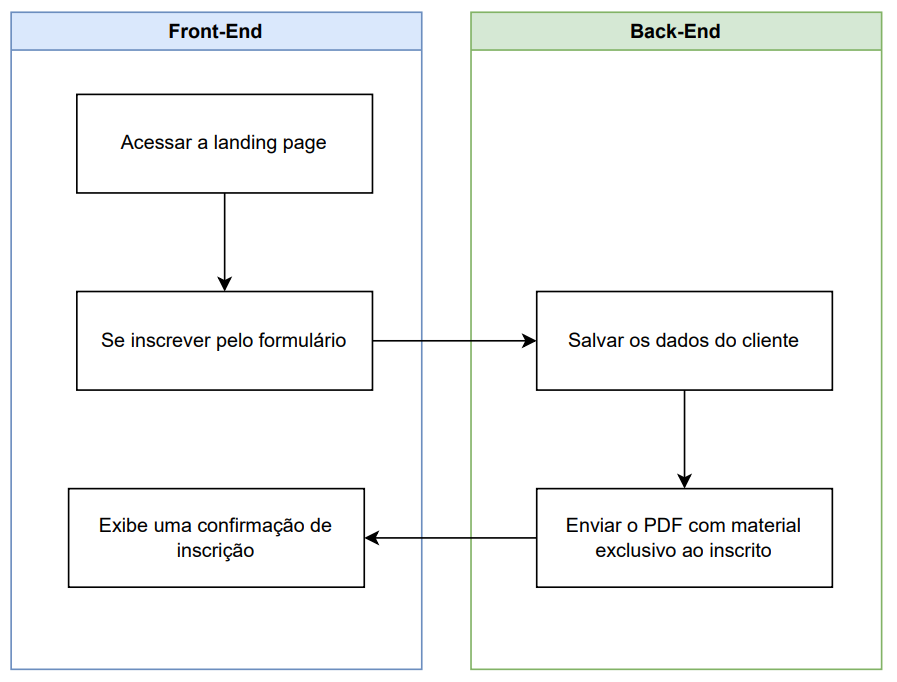 Front-End
Back-End
Acessar a landing page
Se inscrever pelo formulário
Salvar os dados do cliente
Enviar o PDF com material
exclusivo ao inscrito
Exibe uma confirmação de
inscrição